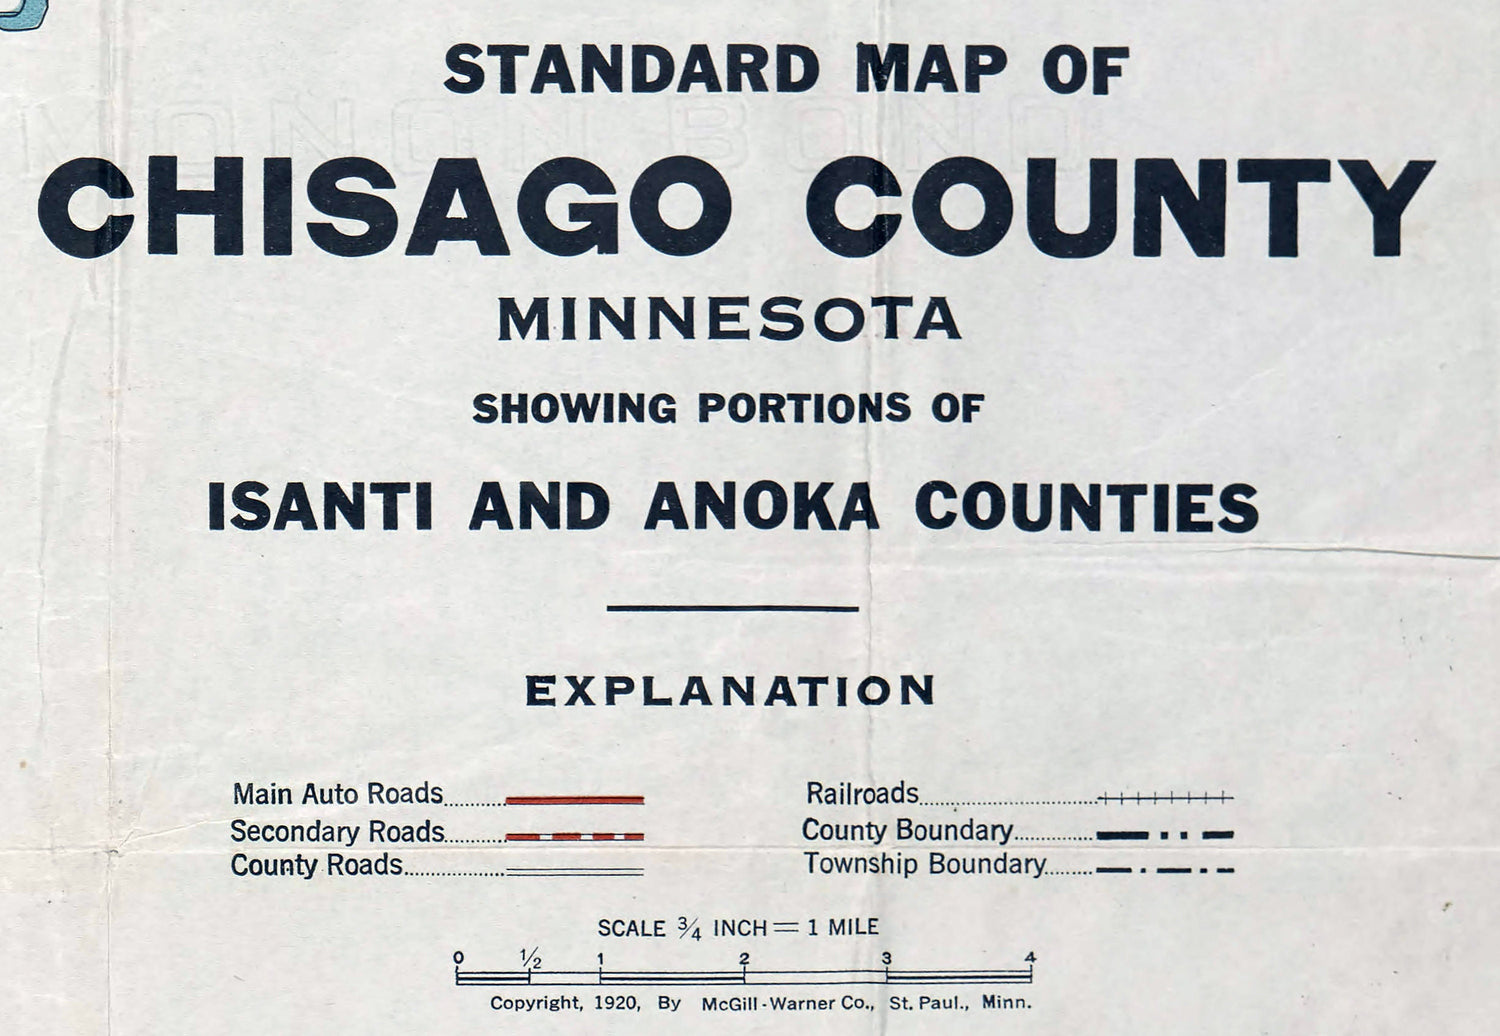 STANDARD MAP OF
CHISAGO COUNTY
MINNESOTA
SHOWING PORTIONS OF
ISANTI AND ANOKA COUNTIES
EXPLANATION
Main Auto Roads
Secondary Roads
County Roads
Railroads
County Boundary
Township Boundary
SCALE ¾ INCH = 1 MILE
0 ½ 1 2 3 4
Copyright, 1920, By McGill-Warner Co., St. Paul., Minn.